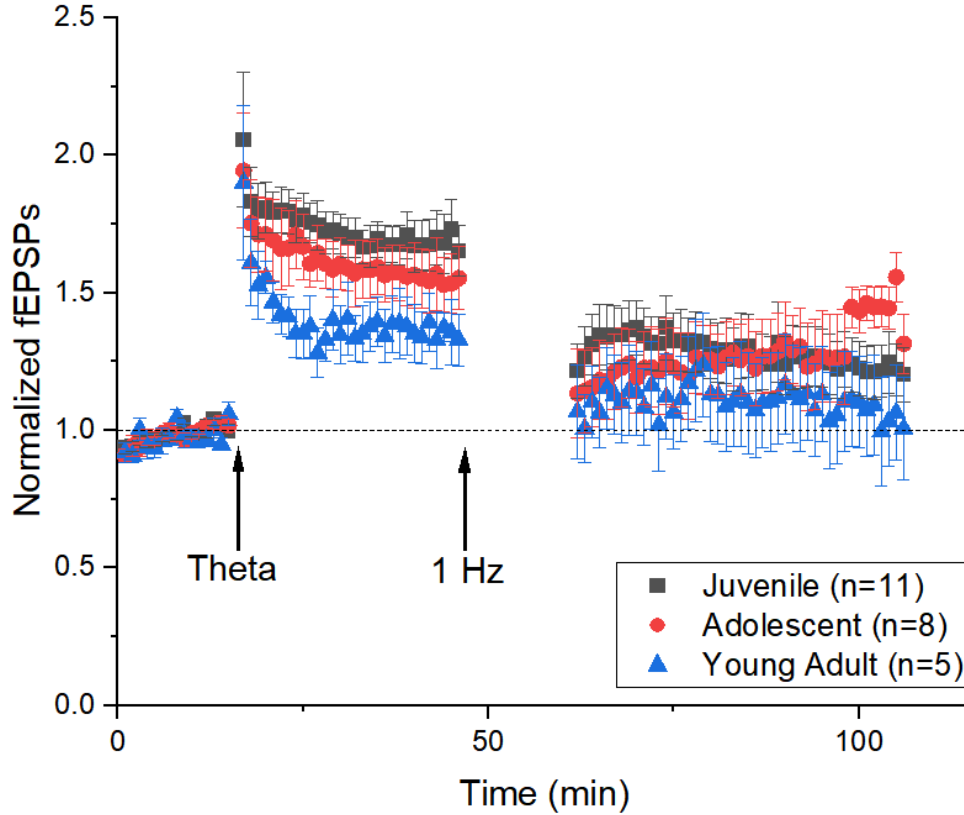 2.5
2.0
1.5
1.0
0.5
0.0
Normalized fEPSPs
Theta
1 Hz
Juvenile (n=11)
Adolescent (n=8)
Young Adult (n=5)
0
50
100
Time (min)